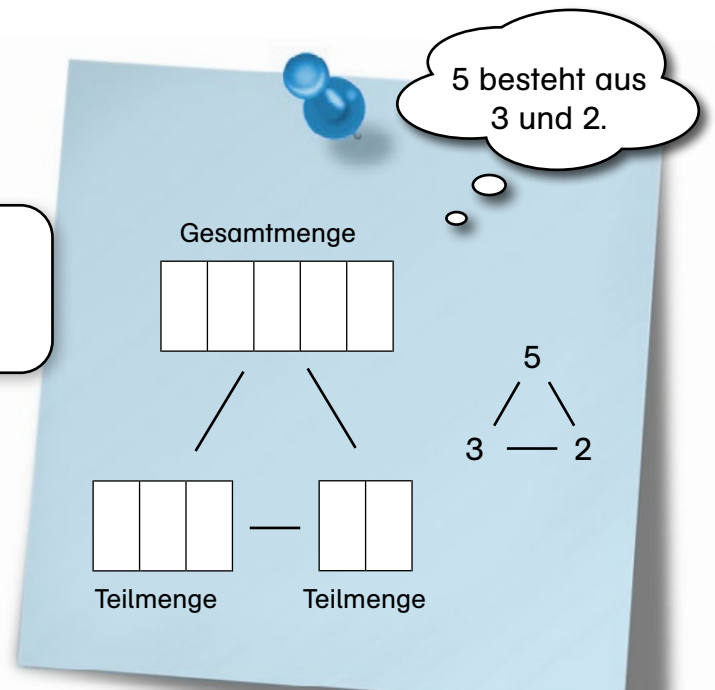 5 besteht aus
3 und 2.
Gesamtmenge
5
3 2
Teilmenge Teilmenge